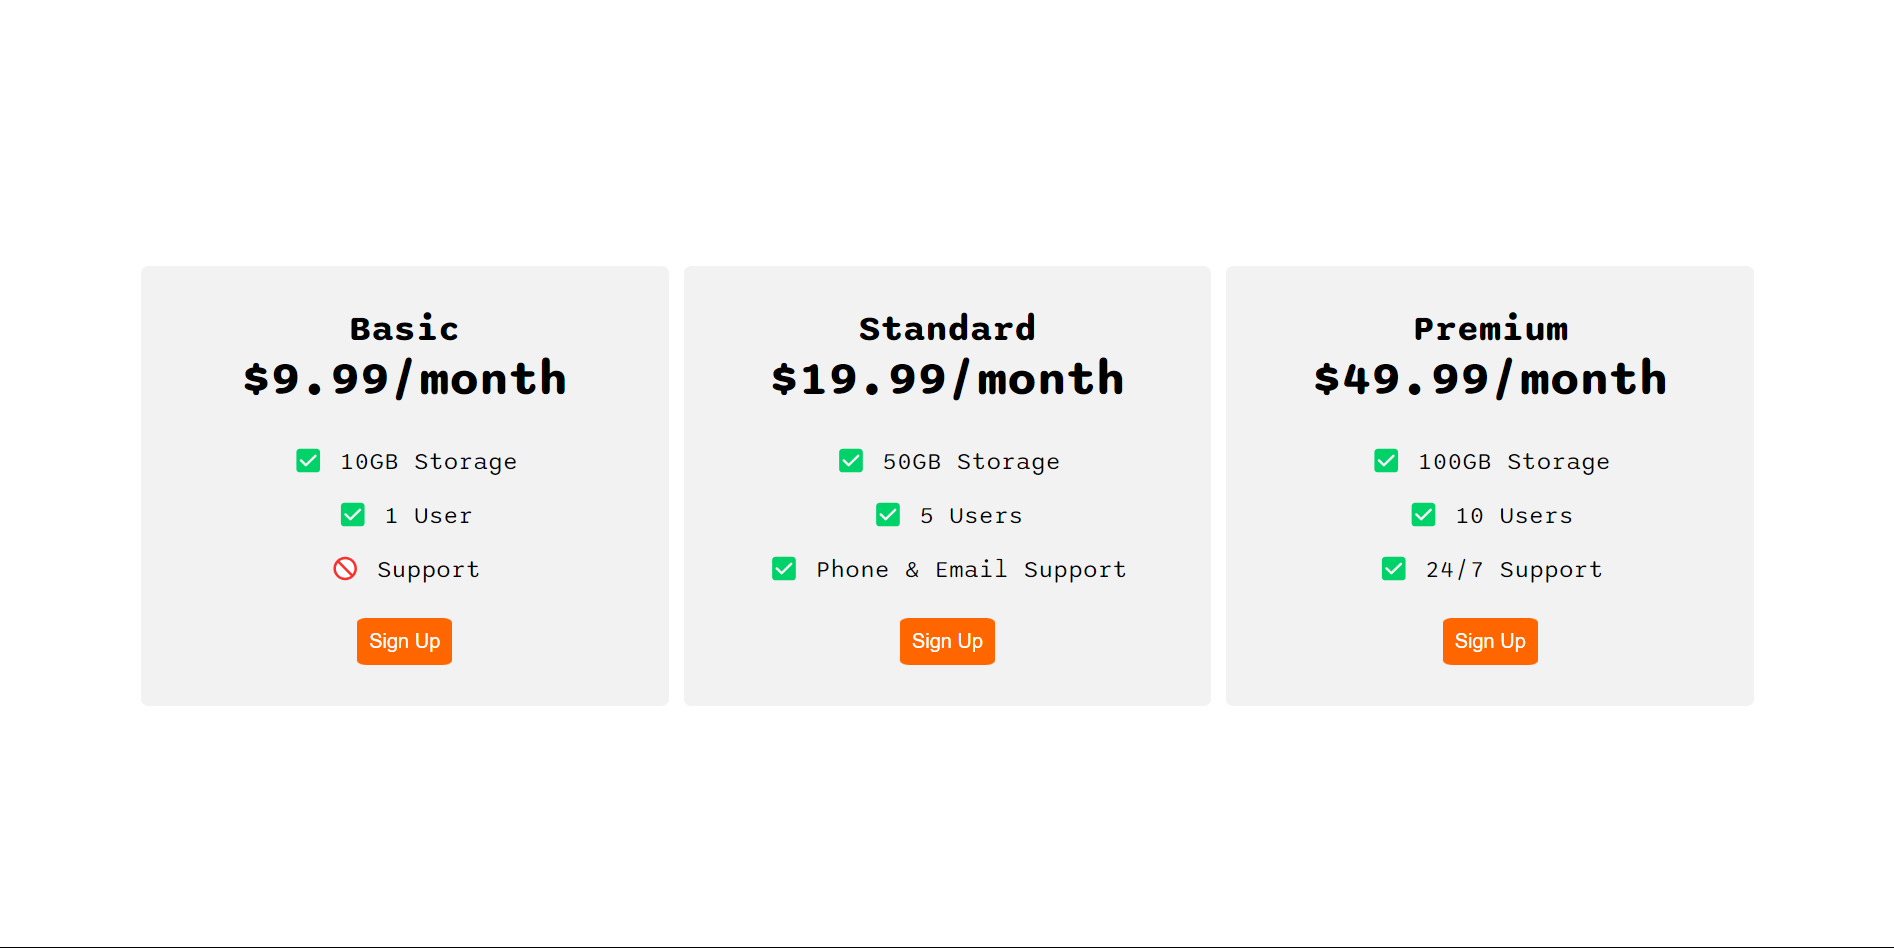 Basic
$9.99/month
10GB Storage
1 User
Support
Sign Up
Standard
$19.99/month
50GB Storage
5 Users
Phone & Email Support
Sign Up
Premium
$49.99/month
100GB Storage
10 Users
24/7 Support
Sign Up